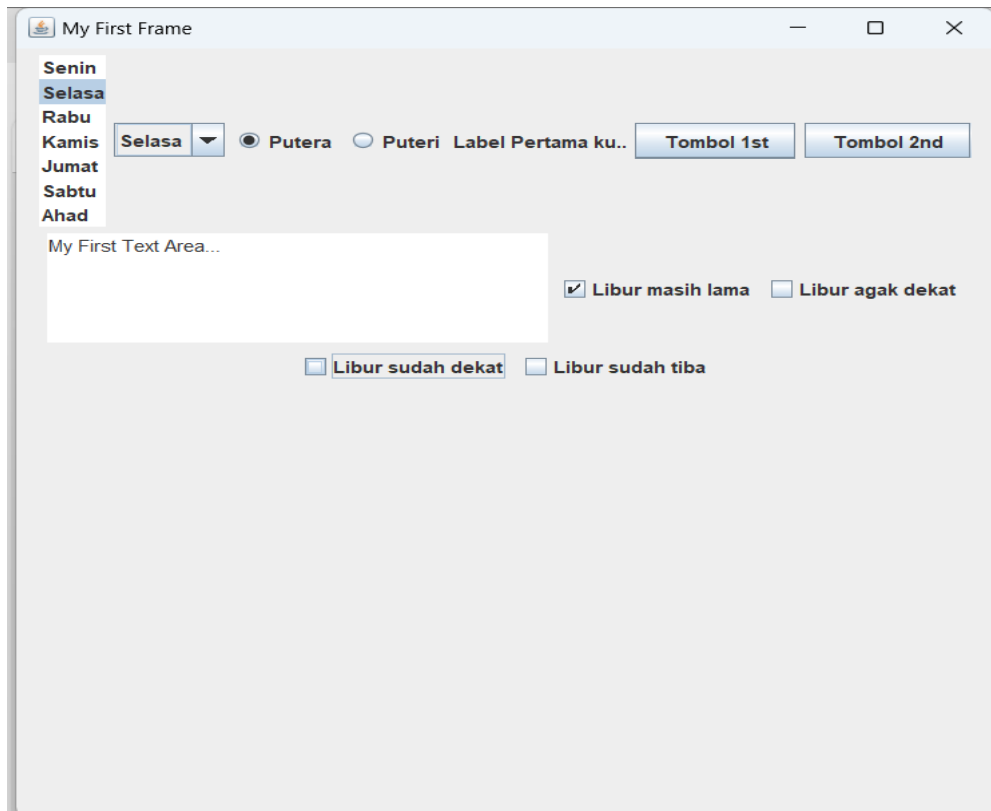 My First Frame
Senin
Selasa
Rabu
Kamis
Jumat
Sabtu
Ahad
Selasa Putera Puteri Label Pertama ku.. Tombol 1st Tombol 2nd
My First Text Area...
Libur masih lama Libur agak dekat
Libur sudah dekat Libur sudah tiba